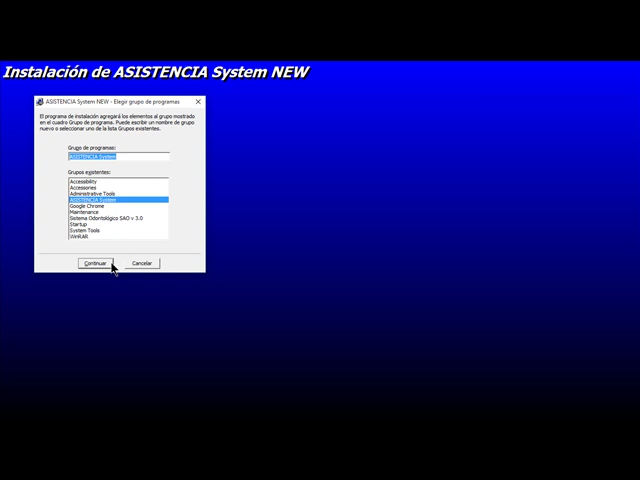 Instalación de ASISTENCIA System NEW
ASISTENCIA System NEW - Elegir grupo de programas
El programa de instalación agregará los elementos al grupo mostrado
en el cuadro Grupo de programa. Puede escribir un nombre de grupo
nuevo o seleccionar uno de la lista Grupos existentes.
Grupo de programas:
ASISTENCIA System
Grupos existentes:
Accessibility
Accessories
Administrative Tools
ASISTENCIA System
Google Chrome
Maintenance
Sistema Odontológico SAO v 3.0
Startup
System Tools
WinRAR
Continuar
Cancelar